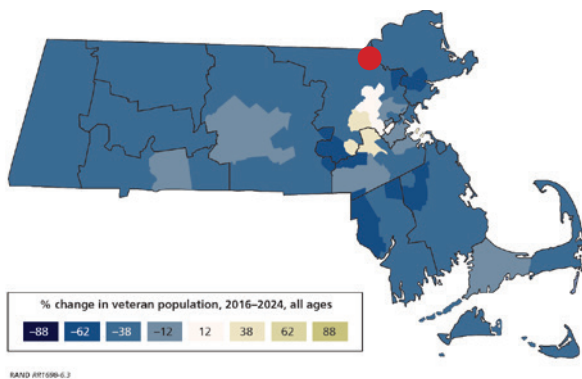 % change in veteran population, 2016–2024, all ages
–88 –62 –38 –12 12 38 62 88
RAND RR1698-6.3